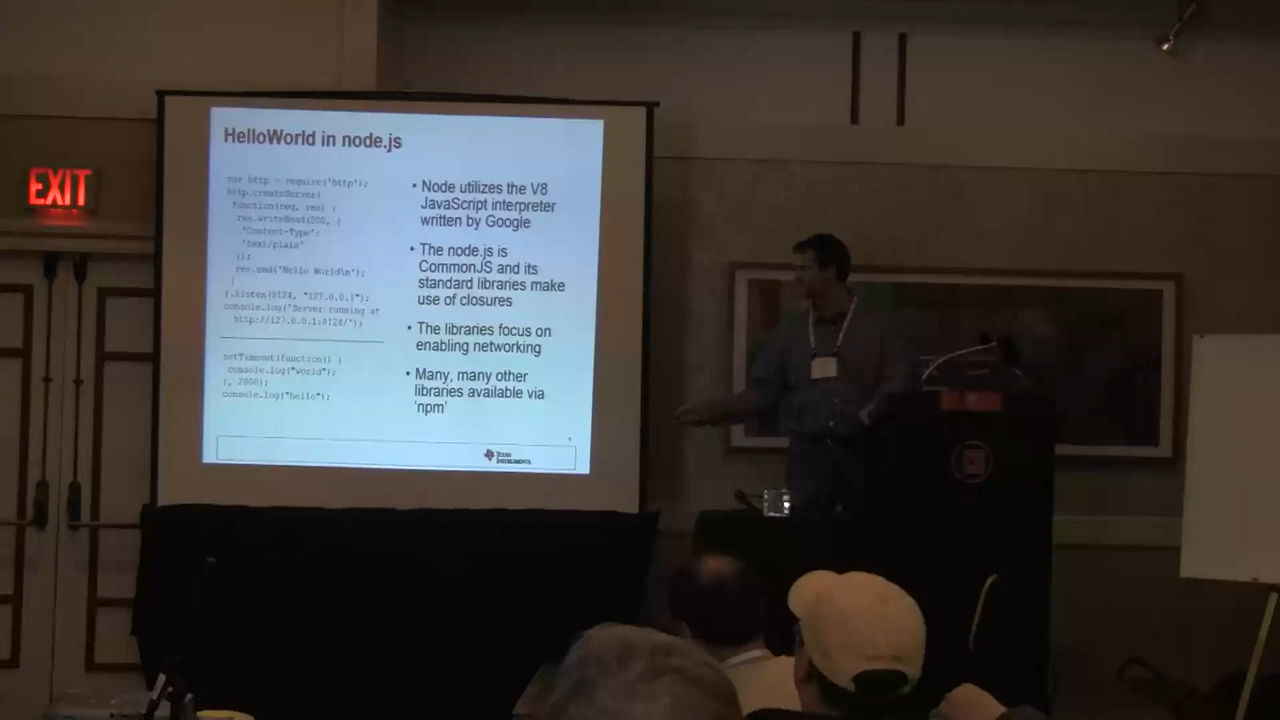 EXIT
HelloWorld in node.js
var http = require('http');
http.createServer(
function(req, res) {
res.writeHead(200, {
'Content-Type':
'text/plain'
});
res.end('Hello World\n');
}
).listen(8124, "127.0.0.1");
console.log('Server running at
http://127.0.0.1:8124/');
setTimeout(function() {
console.log("world");
}, 2000);
console.log("hello");
• Node utilizes the V8
JavaScript interpreter
written by Google
• The node.js is
CommonJS and its
standard libraries make
use of closures
• The libraries focus on
enabling networking
• Many, many other
libraries available via
'npm'
TEXAS
INSTRUMENTS